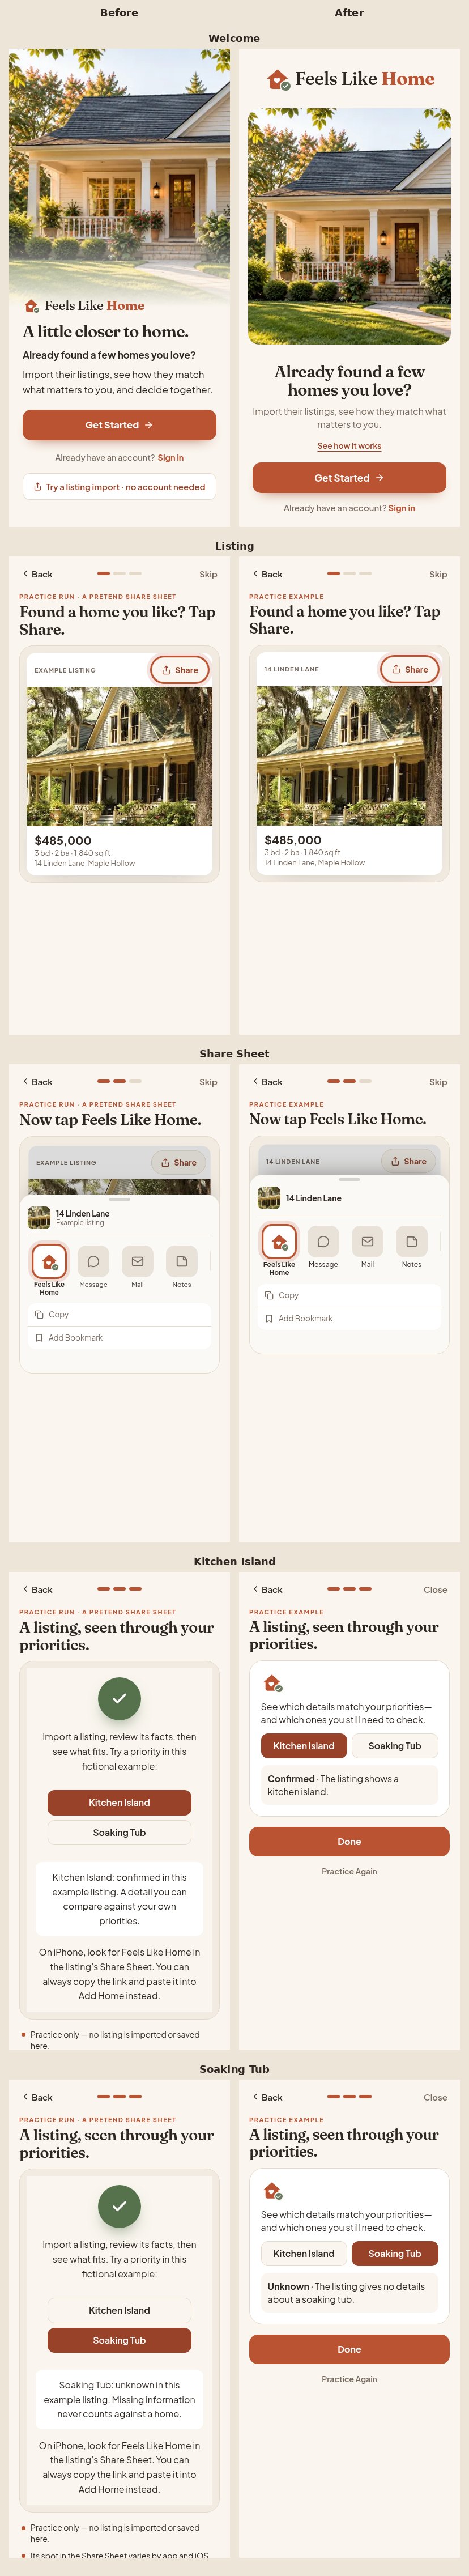 Before
After
Welcome
Feels Like Home
A little closer to home.
Already found a few homes you love?
Import their listings, see how they match
what matters to you, and decide together.
Get Started
Already have an account? Sign in
Try a listing import · no account needed
Feels Like Home
Already found a few
homes you love?
Import their listings, see how they match what
matters to you.
See how it works
Get Started
Already have an account? Sign in
Listing
Back
Skip
PRACTICE RUN · A PRETEND SHARE SHEET
Found a home you like? Tap
Share.
EXAMPLE LISTING
Share
$485,000
3 bd · 2 ba · 1,840 sq ft
14 Linden Lane, Maple Hollow
Back
Skip
PRACTICE EXAMPLE
Found a home you like? Tap
Share.
14 LINDEN LANE
Share
$485,000
3 bd · 2 ba · 1,840 sq ft
14 Linden Lane, Maple Hollow
Share Sheet
Back
Skip
PRACTICE RUN · A PRETEND SHARE SHEET
Now tap Feels Like Home.
EXAMPLE LISTING
Share
14 Linden Lane
Example listing
Feels Like
Home
Message
Mail
Notes
Copy
Add Bookmark
Back
Skip
PRACTICE EXAMPLE
Now tap Feels Like Home.
14 LINDEN LANE
Share
14 Linden Lane
Feels Like
Home
Message
Mail
Notes
Copy
Add Bookmark
Kitchen Island
Back
PRACTICE RUN · A PRETEND SHARE SHEET
A listing, seen through your
priorities.
Import a listing, review its facts, then
see what fits. Try a priority in this
fictional example:
Kitchen Island
Soaking Tub
Kitchen Island: confirmed in this
example listing. A detail you can
compare against your own
priorities.
On iPhone, look for Feels Like Home in
the listing's Share Sheet. You can
always copy the link and paste it into
Add Home instead.
Practice only — no listing is imported or saved
here.
Back
Close
PRACTICE EXAMPLE
A listing, seen through your
priorities.
See which details match your priorities—
and which ones you still need to check.
Kitchen Island
Soaking Tub
Confirmed · The listing shows a
kitchen island.
Done
Practice Again
Soaking Tub
Back
PRACTICE RUN · A PRETEND SHARE SHEET
A listing, seen through your
priorities.
Import a listing, review its facts, then
see what fits. Try a priority in this
fictional example:
Kitchen Island
Soaking Tub
Soaking Tub: unknown in this
example listing. Missing information
never counts against a home.
On iPhone, look for Feels Like Home in
the listing's Share Sheet. You can
always copy the link and paste it into
Add Home instead.
Practice only — no listing is imported or saved
here.
Its spot in the Share Sheet varies by app and iOS
Back
Close
PRACTICE EXAMPLE
A listing, seen through your
priorities.
See which details match your priorities—
and which ones you still need to check.
Kitchen Island
Soaking Tub
Unknown · The listing gives no details
about a soaking tub.
Done
Practice Again